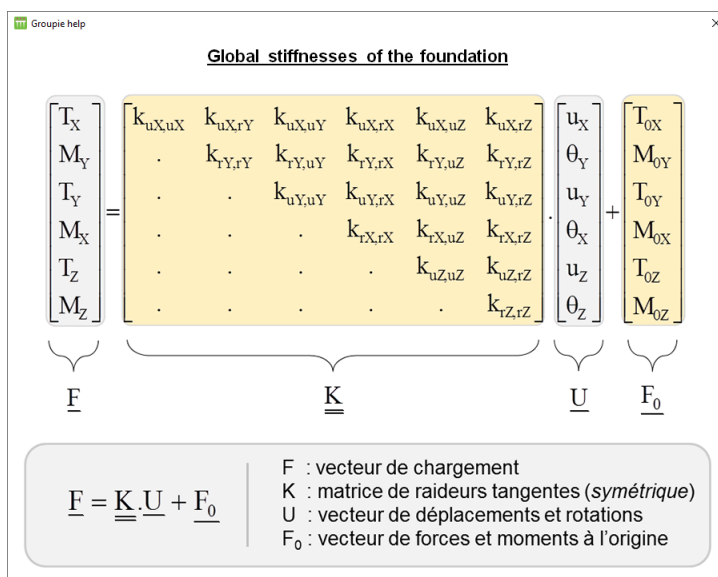 Groupie help
Global stiffnesses of the foundation
T_X k_uX,uX k_uX,rY k_uX,uY k_uX,rX k_uX,uZ k_uX,rZ u_X T_0X
M_Y . k_rY,rY k_rY,uY k_rY,rX k_rY,uZ k_rY,rZ θ_Y M_0Y
T_Y . . k_uY,uY k_uY,rX k_uY,uZ k_uY,rZ u_Y T_0Y
= . +
M_X . . . k_rX,rX k_rX,uZ k_rX,rZ θ_X M_0X
T_Z . . . . k_uZ,uZ k_uZ,rZ u_Z T_0Z
M_Z . . . . . k_rZ,rZ θ_Z M_0Z
F K U F_0
F = K.U + F_0
F : vecteur de chargement
K : matrice de raideurs tangentes (symétrique)
U : vecteur de déplacements et rotations
F_0 : vecteur de forces et moments à l'origine